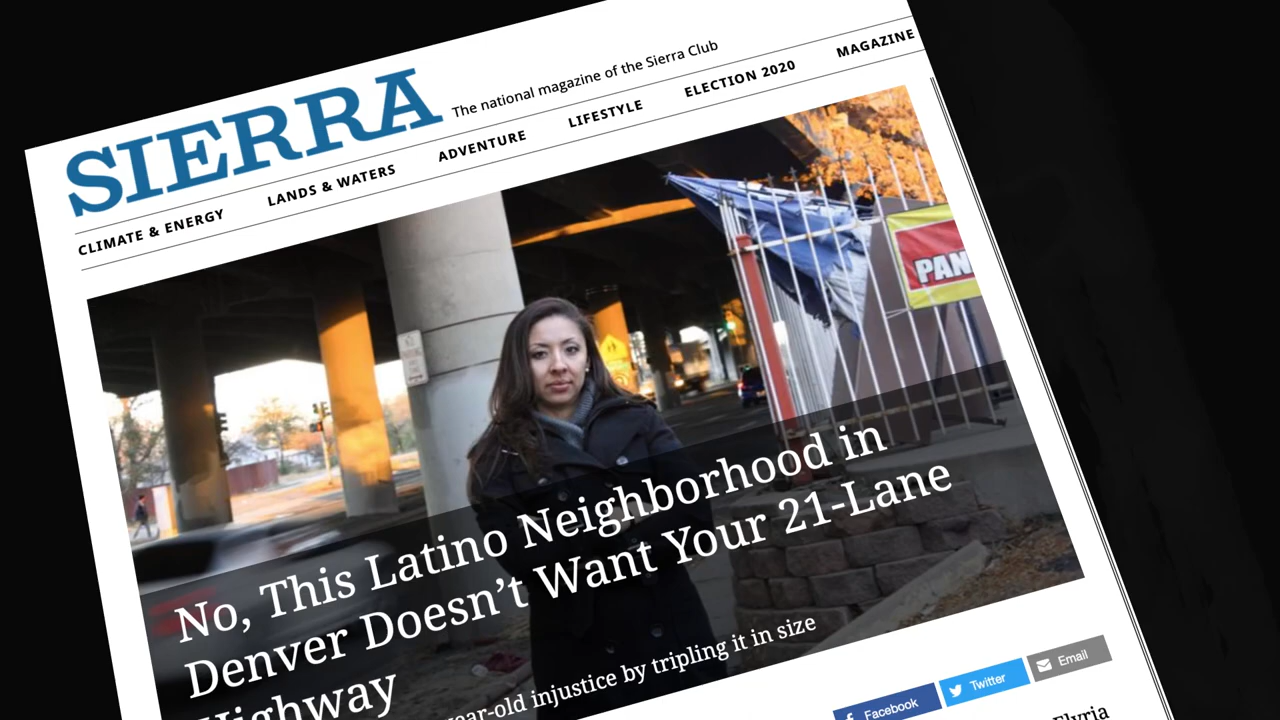 SIERRA
The national magazine of the Sierra Club
CLIMATE & ENERGY LANDS & WATERS ADVENTURE LIFESTYLE ELECTION 2020 MAGAZINE
PAN
No, This Latino Neighborhood in
Denver Doesn't Want Your 21-Lane
Highway
year-old injustice by tripling it in size
Facebook
Twitter
Email
Elyria